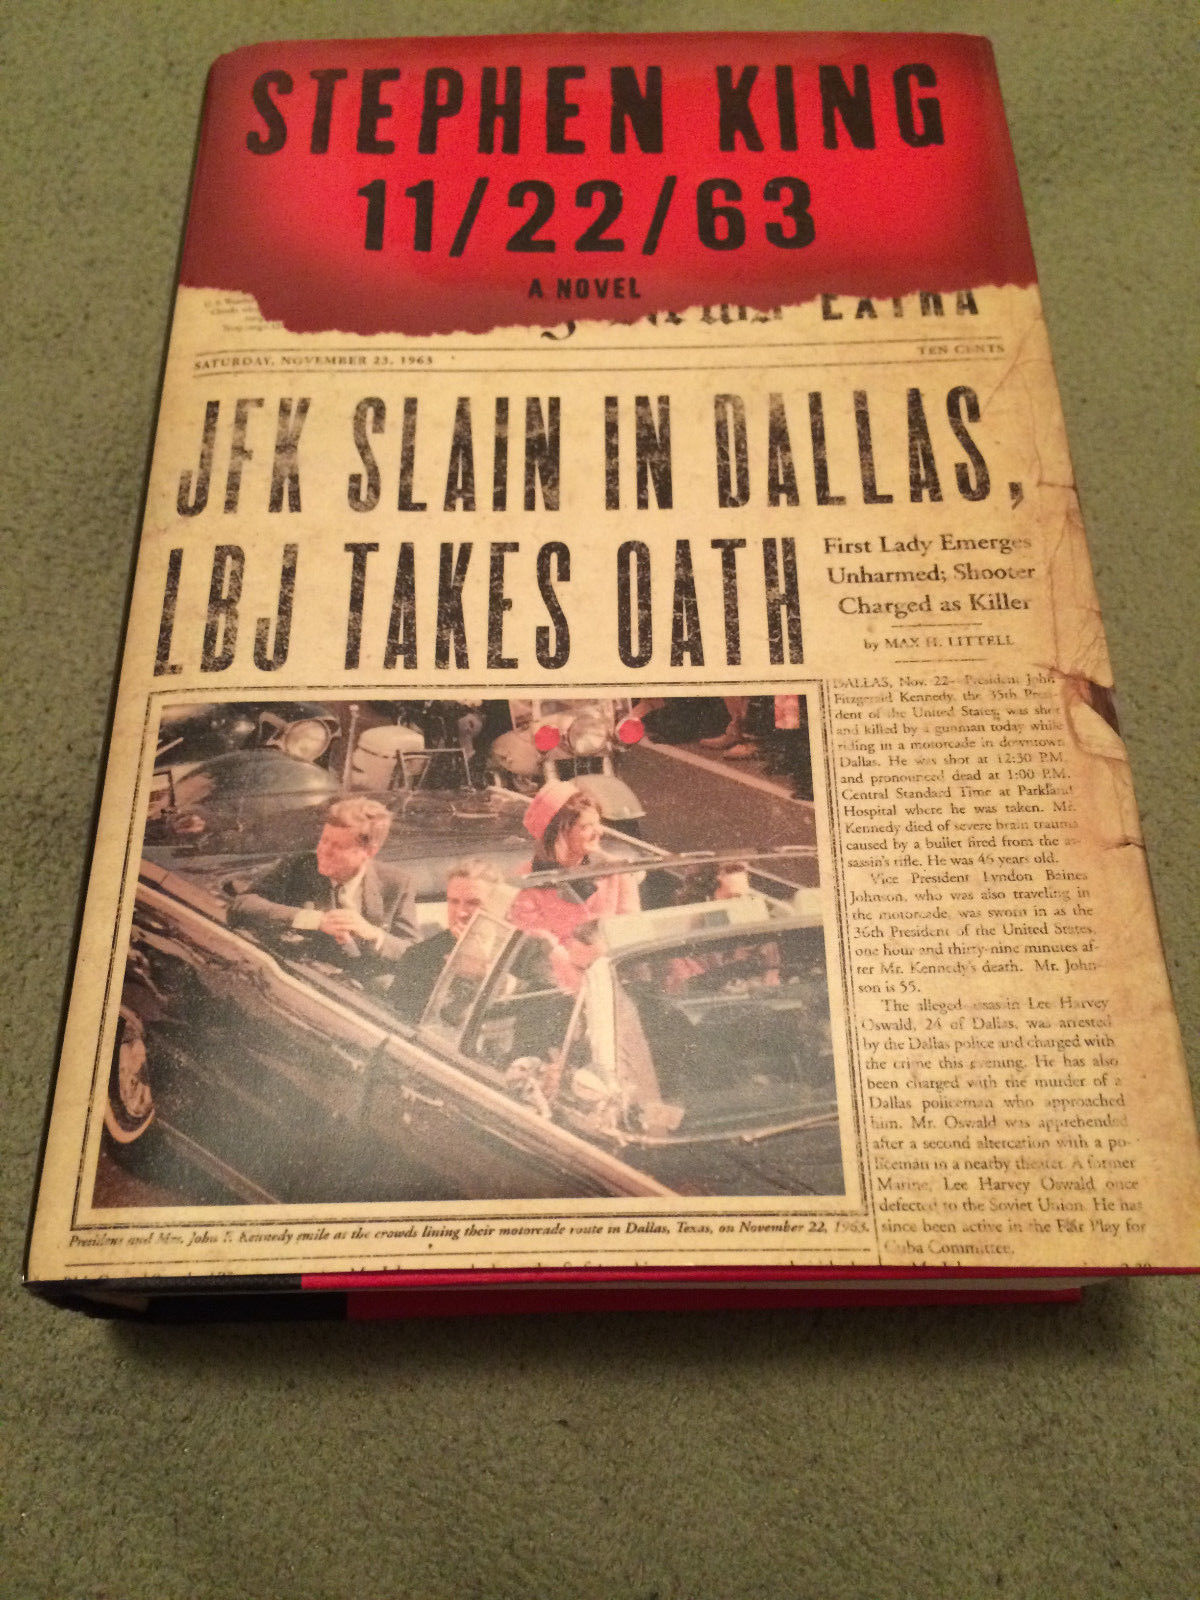 STEPHEN KING
11/22/63
A NOVEL
EXTRA
SATURDAY, NOVEMBER 23, 1963
TEN CENTS
JFK SLAIN IN DALLAS,
LBJ TAKES OATH
First Lady Emerges
Unharmed; Shooter
Charged as Killer
by MAX H. LITTELL
DALLAS, Nov. 22– President John
Fitzgerald Kennedy, the 35th Presi-
dent of the United States, was shot
and killed by a gunman today while
riding in a motorcade in downtown
Dallas. He was shot at 12:30 P.M.
and pronounced dead at 1:00 P.M.
Central Standard Time at Parkland
Hospital where he was taken. Mr.
Kennedy died of severe brain trauma
caused by a bullet fired from the as-
sassin's rifle. He was 46 years old.
Vice President Lyndon Baines
Johnson, who was also traveling in
the motorcade, was sworn in as the
36th President of the United States,
one hour and thirty-nine minutes af-
ter Mr. Kennedy's death. Mr. John-
son is 55.
The alleged assasin Lee Harvey
Oswald, 24 of Dallas, was arrested
by the Dallas police and charged with
the crime this evening. He has also
been charged with the murder of a
Dallas policeman who approached
him. Mr. Oswald was apprehended
after a second altercation with a po-
liceman in a nearby theater. A former
Marine, Lee Harvey Oswald once
defected to the Soviet Union. He has
since been active in the Fair Play for
Cuba Committee.
President and Mrs. John F. Kennedy smile at the crowds lining their motorcade route in Dallas, Texas, on November 22, 1963.